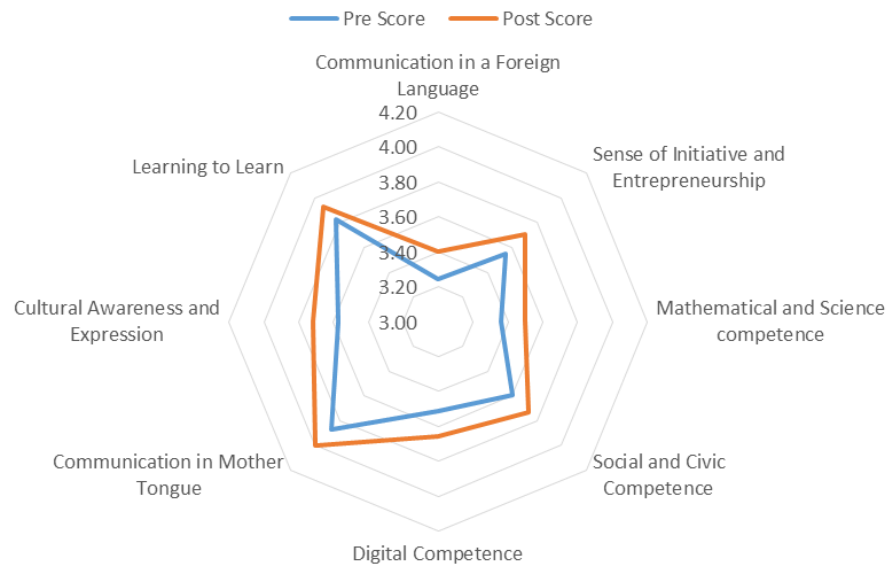 Pre Score
Post Score
Communication in a Foreign
Language
4.20
4.00
3.80
3.60
3.40
3.20
3.00
Sense of Initiative and
Entrepreneurship
Mathematical and Science
competence
Social and Civic
Competence
Digital Competence
Communication in Mother
Tongue
Cultural Awareness and
Expression
Learning to Learn